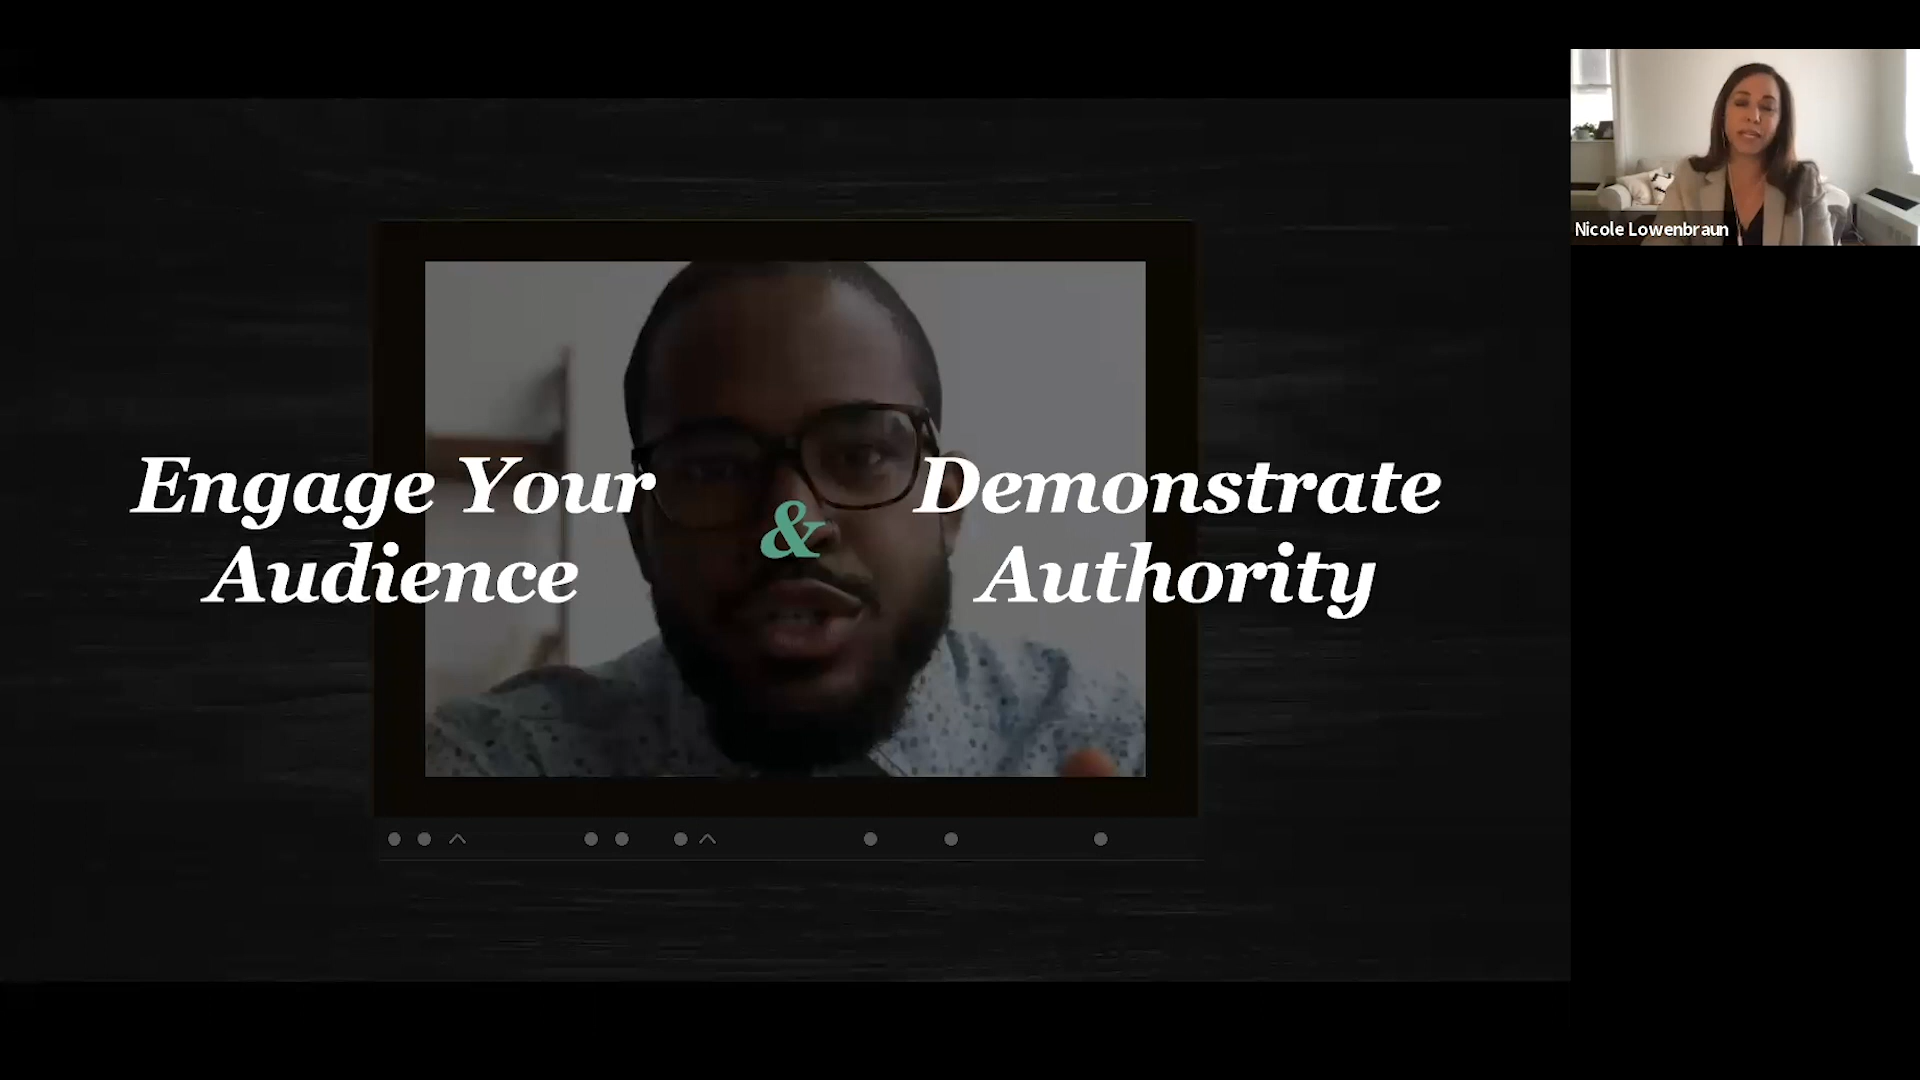 Engage Your
Audience
&
Demonstrate
Authority
Nicole Lowenbraun